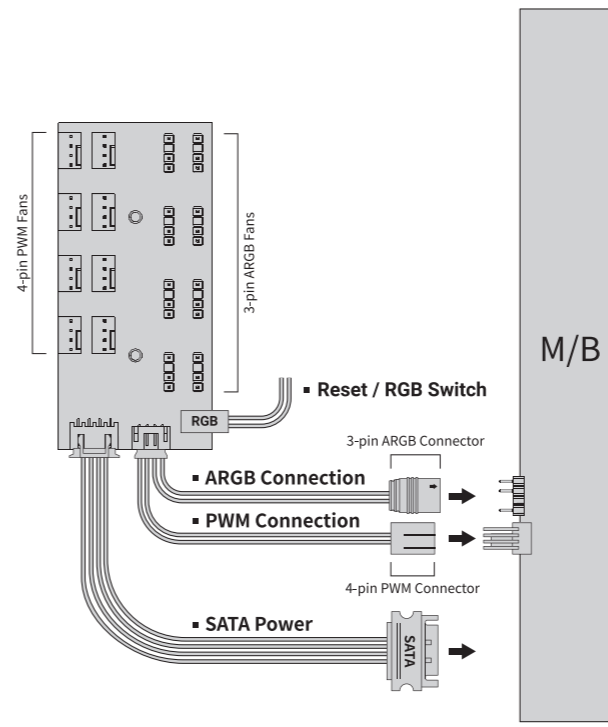 4-pin PWM Fans
3-pin ARGB Fans
M/B
▪ Reset / RGB Switch
RGB
3-pin ARGB Connector
▪ ARGB Connection
▪ PWM Connection
4-pin PWM Connector
▪ SATA Power
SATA